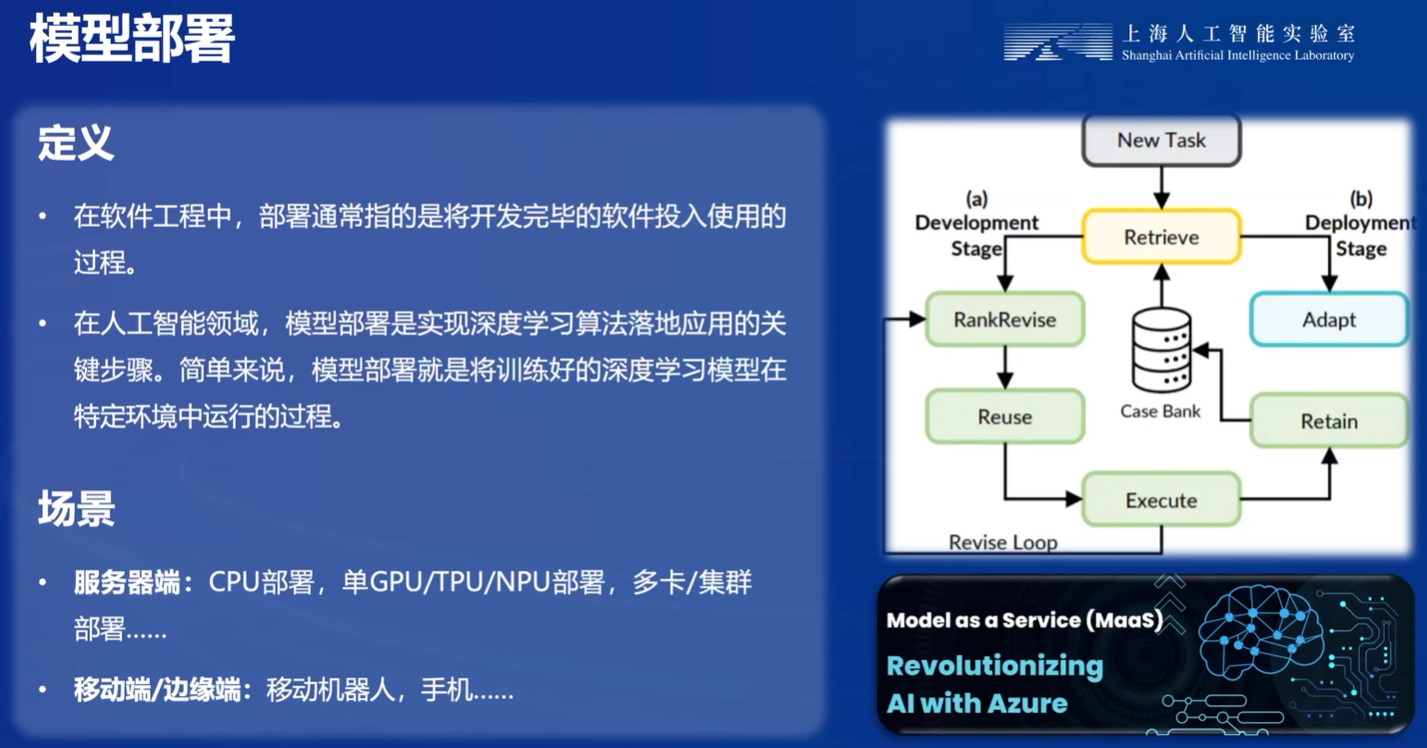 模型部署
上海人工智能实验室
Shanghai Artificial Intelligence Laboratory
定义
• 在软件工程中，部署通常指的是将开发完毕的软件投入使用的
过程。
• 在人工智能领域，模型部署是实现深度学习算法落地应用的关
键步骤。简单来说，模型部署就是将训练好的深度学习模型在
特定环境中运行的过程。
场景
• 服务器端：CPU部署，单GPU/TPU/NPU部署，多卡/集群
部署......
• 移动端/边缘端：移动机器人，手机......
New Task
(a)
Development
Stage
Retrieve
(b)
Deployment
Stage
RankRevise
Adapt
Reuse
Case Bank
Retain
Execute
Revise Loop
Model as a Service (MaaS)
Revolutionizing
AI with Azure